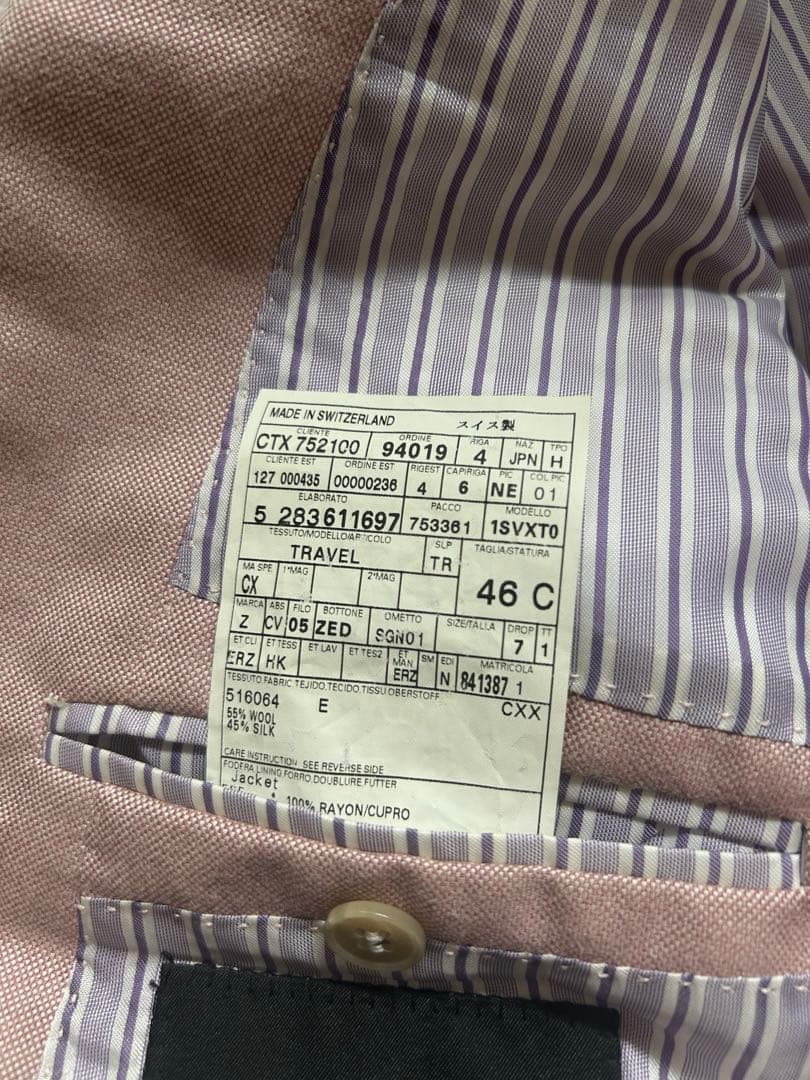 MADE IN SWITZERLAND スイス製
CLIENTE ORDINE RIGA NAZ TPO
CTX 752100 94019 4 JPN H
CLIENTE EST ORDINE EST RIGEST CAPIRIGA PIC COL PIC
127 000435 00000236 4 6 NE 01
ELABORATO PACCO MODELLO
5 283611697 753361 1SVXT0
TESSUTO/MODELLO/ARTICOLO SLP TAGLIA/STATURA
TRAVEL TR 46 C
MA SPE 1*MAG 2*MAG
CX
MARCA ABS FILO BOTTONE OMETTO SIZE/TALLA DROP TT
Z CV 05 ZED SGN01 7 1
ET CLI ET TESS ET LAV ET TES2 ET MAN SM EDI MATRICOLA
ERZ HK ERZ N 841387 1
TESSUTO FABRIC TEJIDO,TECIDO,TISSU OBERSTOFF
516064 E CXX
55% WOOL
45% SILK
CARE INSTRUCTION SEE REVERSE SIDE
FODERA LINING FORRO DOUBLURE FUTTER
Jacket
100% RAYON/CUPRO